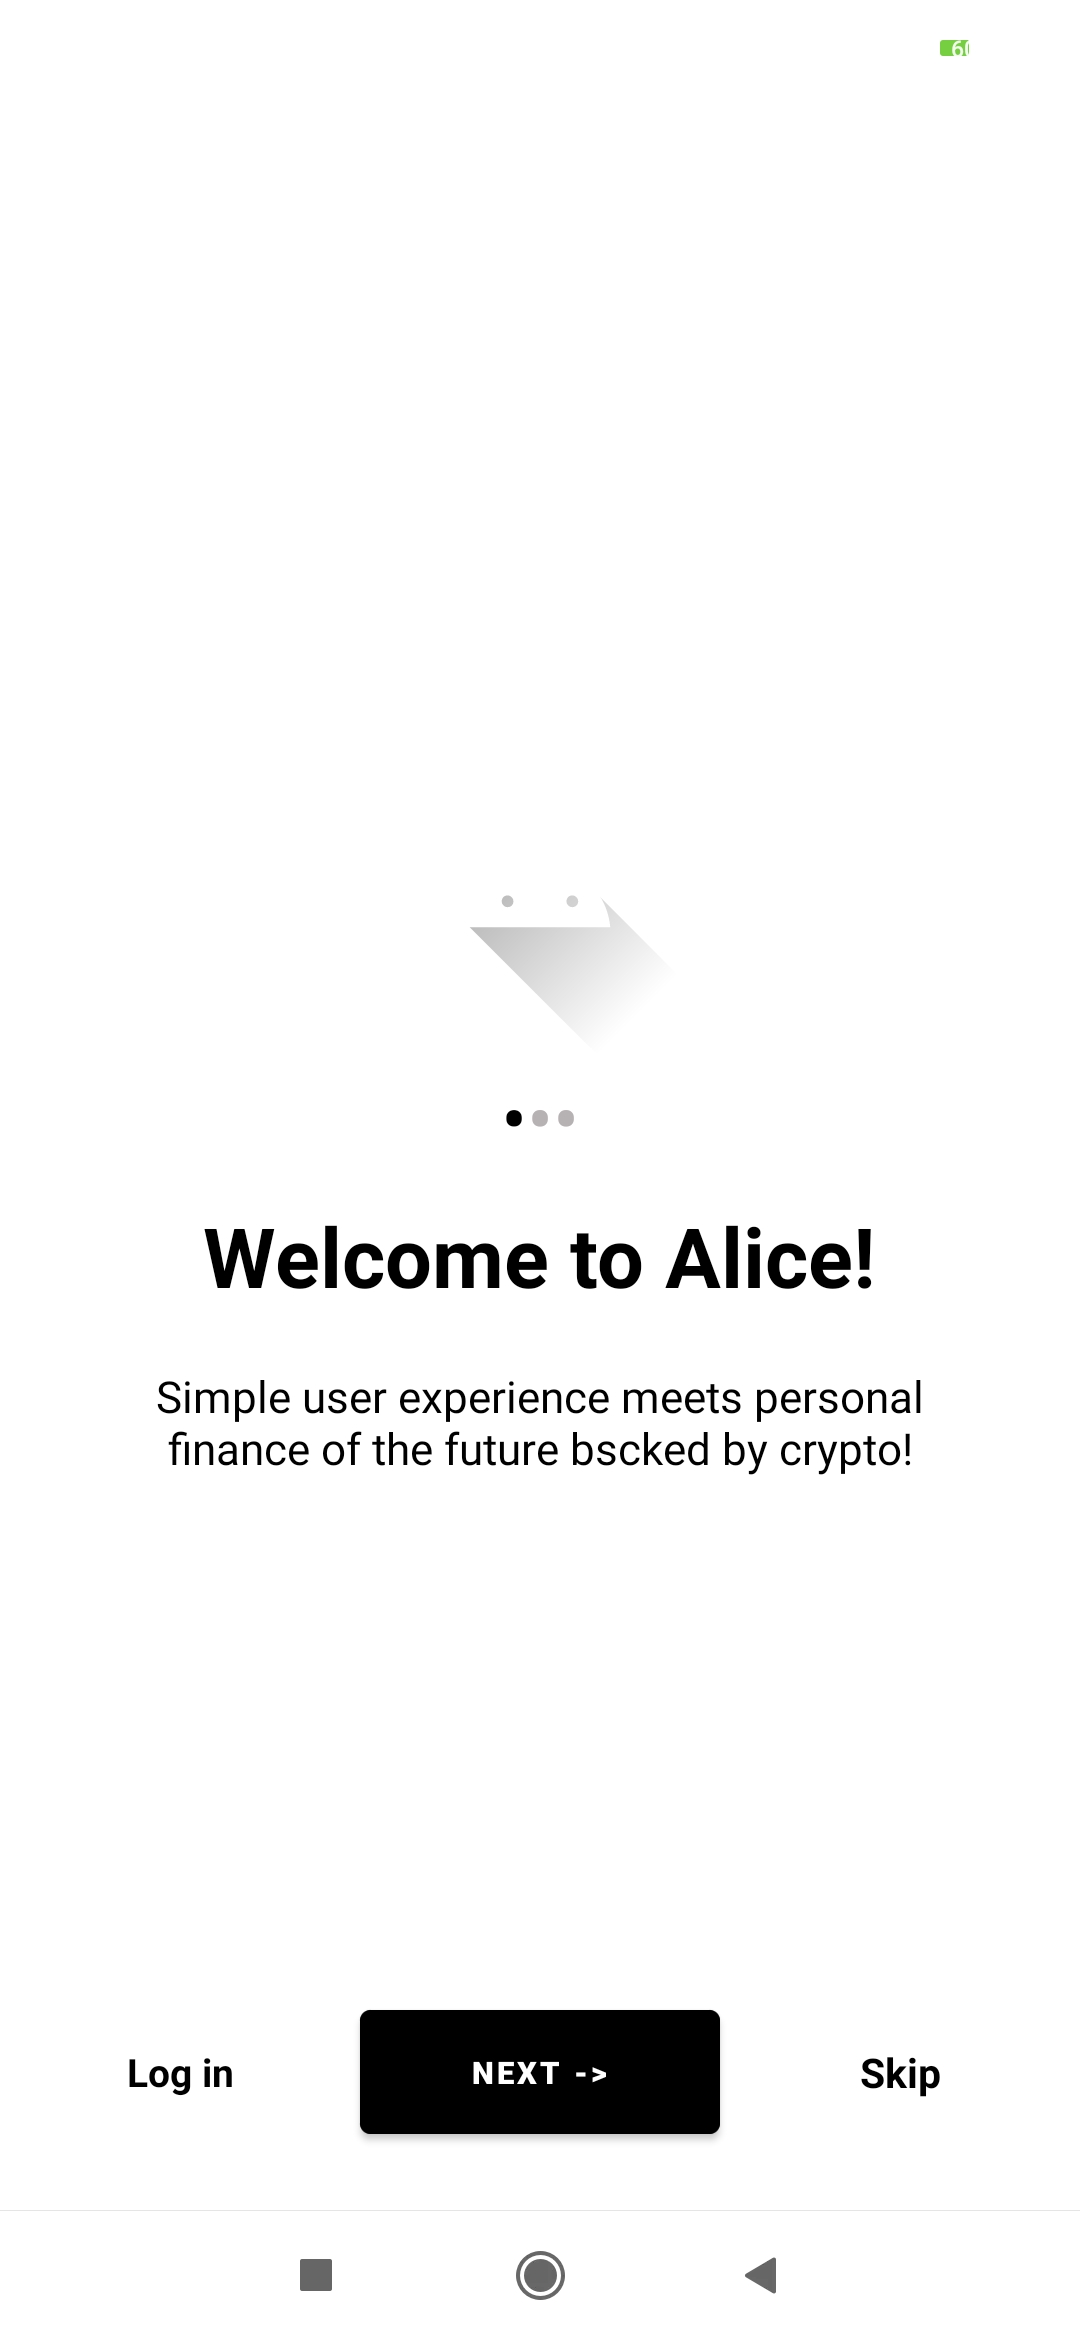 60
Welcome to Alice!
Simple user experience meets personal
finance of the future bscked by crypto!
Log in
NEXT ->
Skip